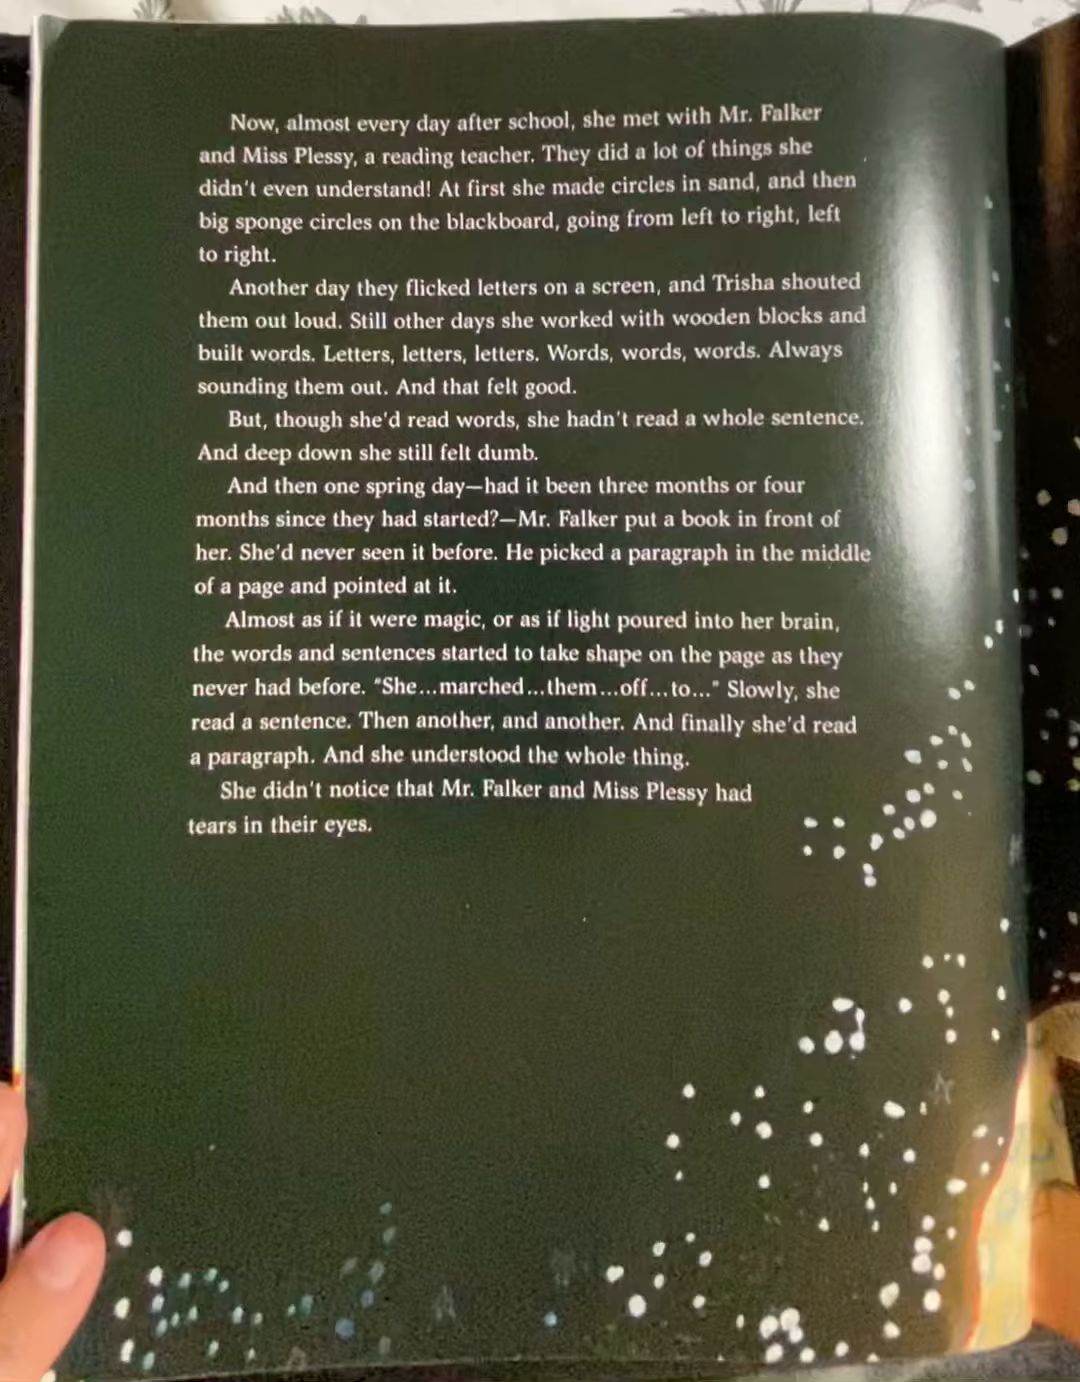 Now, almost every day after school, she met with Mr. Falker
and Miss Plessy, a reading teacher. They did a lot of things she
didn't even understand! At first she made circles in sand, and then
big sponge circles on the blackboard, going from left to right, left
to right.
Another day they flicked letters on a screen, and Trisha shouted
them out loud. Still other days she worked with wooden blocks and
built words. Letters, letters, letters. Words, words, words. Always
sounding them out. And that felt good.
But, though she'd read words, she hadn't read a whole sentence.
And deep down she still felt dumb.
And then one spring day—had it been three months or four
months since they had started?—Mr. Falker put a book in front of
her. She'd never seen it before. He picked a paragraph in the middle
of a page and pointed at it.
Almost as if it were magic, or as if light poured into her brain,
the words and sentences started to take shape on the page as they
never had before. "She...marched...them...off...to..." Slowly, she
read a sentence. Then another, and another. And finally she'd read
a paragraph. And she understood the whole thing.
She didn't notice that Mr. Falker and Miss Plessy had
tears in their eyes.